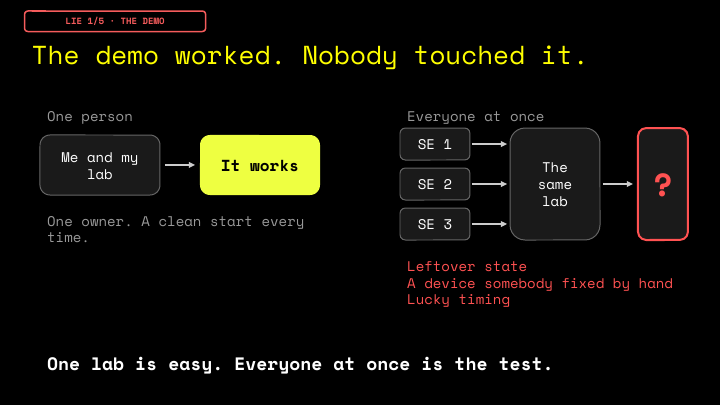 LIE 1/5 · THE DEMO
The demo worked. Nobody touched it.
One person
Me and my
lab
It works
One owner. A clean start every
time.
Everyone at once
SE 1
SE 2
SE 3
The
same
lab
?
Leftover state
A device somebody fixed by hand
Lucky timing
One lab is easy. Everyone at once is the test.